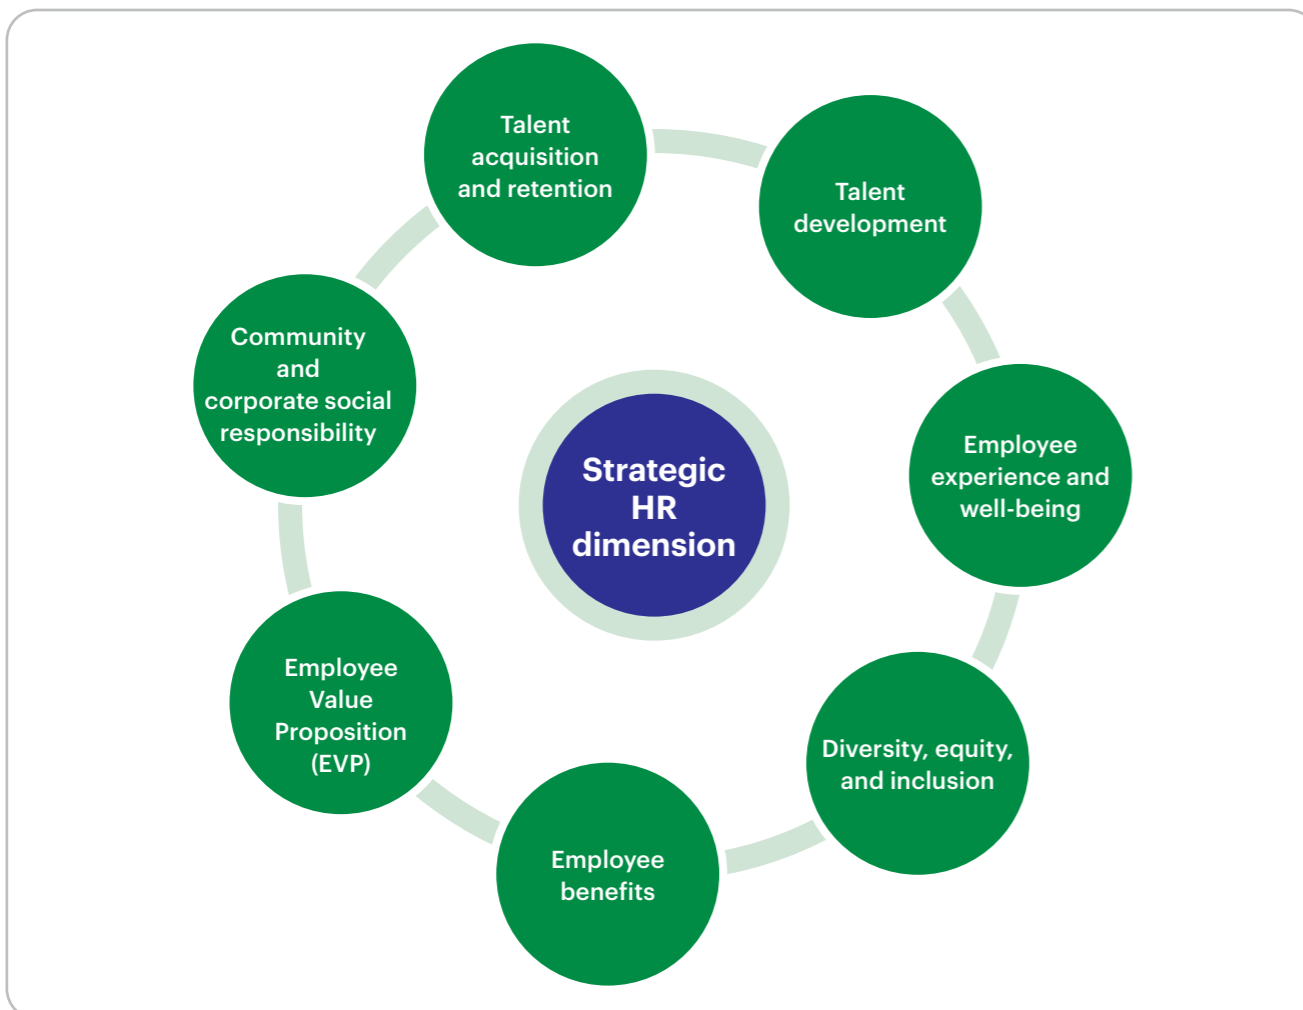 Talent
acquisition
and retention
Talent
development
Employee
experience and
well-being
Diversity, equity,
and inclusion
Employee
benefits
Employee
Value
Proposition
(EVP)
Community
and
corporate social
responsibility
Strategic
HR
dimension